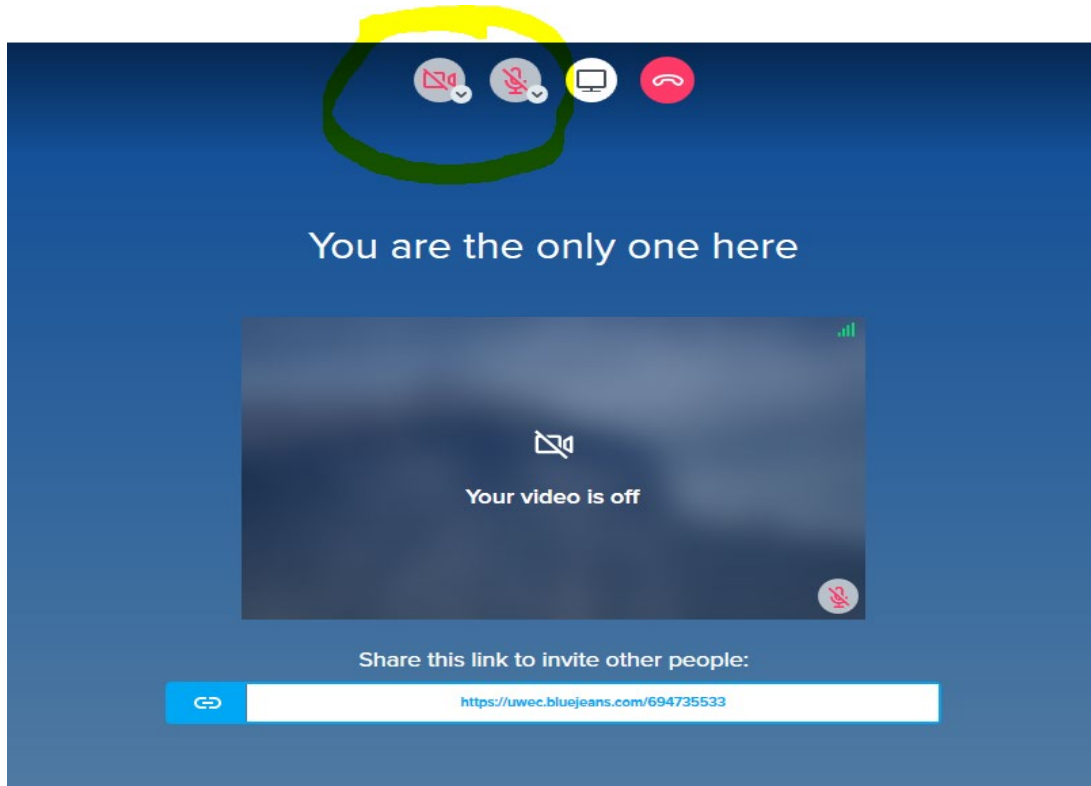 You are the only one here
Your video is off
Share this link to invite other people:
https://uwec.bluejeans.com/694735533